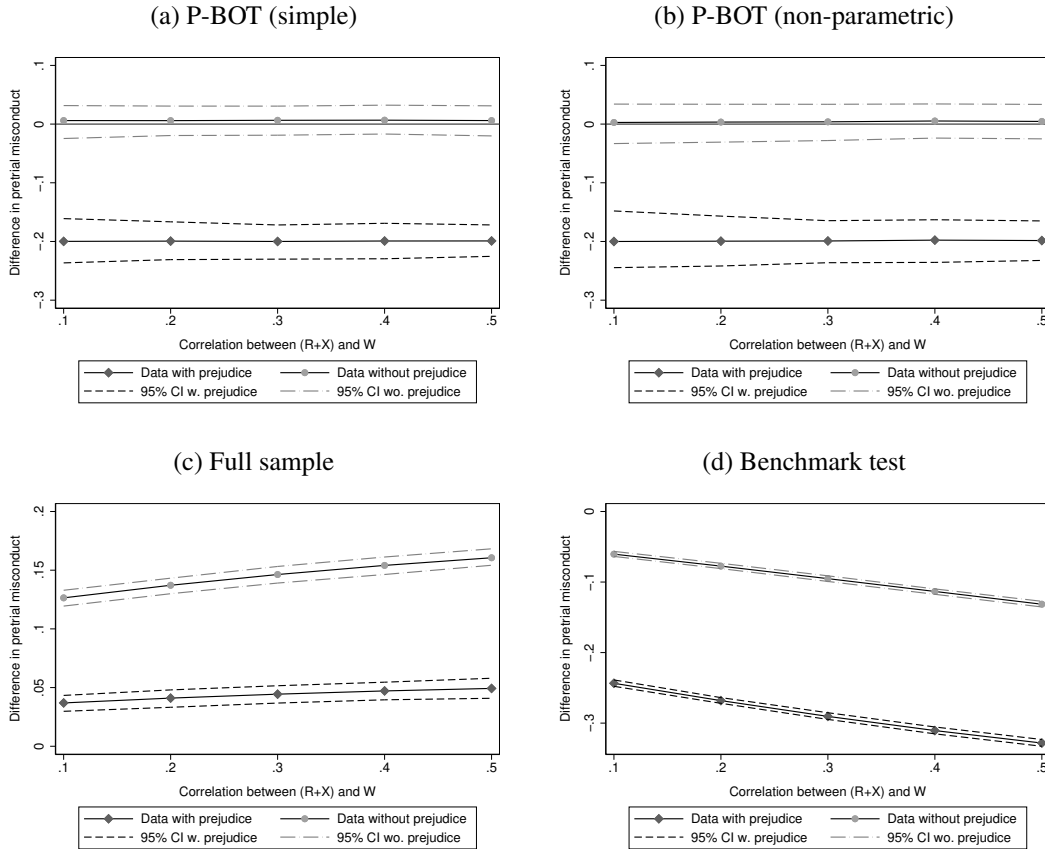 (a) P-BOT (simple)
Difference in pretrial misconduct
.1
0
−.1
−.2
−.3
.1 .2 .3 .4 .5
Correlation between (R+X) and W
Data with prejudice Data without prejudice
95% CI w. prejudice 95% CI wo. prejudice
(b) P-BOT (non-parametric)
Difference in pretrial misconduct
.1
0
−.1
−.2
−.3
.1 .2 .3 .4 .5
Correlation between (R+X) and W
Data with prejudice Data without prejudice
95% CI w. prejudice 95% CI wo. prejudice
(c) Full sample
Difference in pretrial misconduct
.2
.15
.1
.05
0
.1 .2 .3 .4 .5
Correlation between (R+X) and W
Data with prejudice Data without prejudice
95% CI w. prejudice 95% CI wo. prejudice
(d) Benchmark test
Difference in pretrial misconduct
0
−.1
−.2
−.3
.1 .2 .3 .4 .5
Correlation between (R+X) and W
Data with prejudice Data without prejudice
95% CI w. prejudice 95% CI wo. prejudice